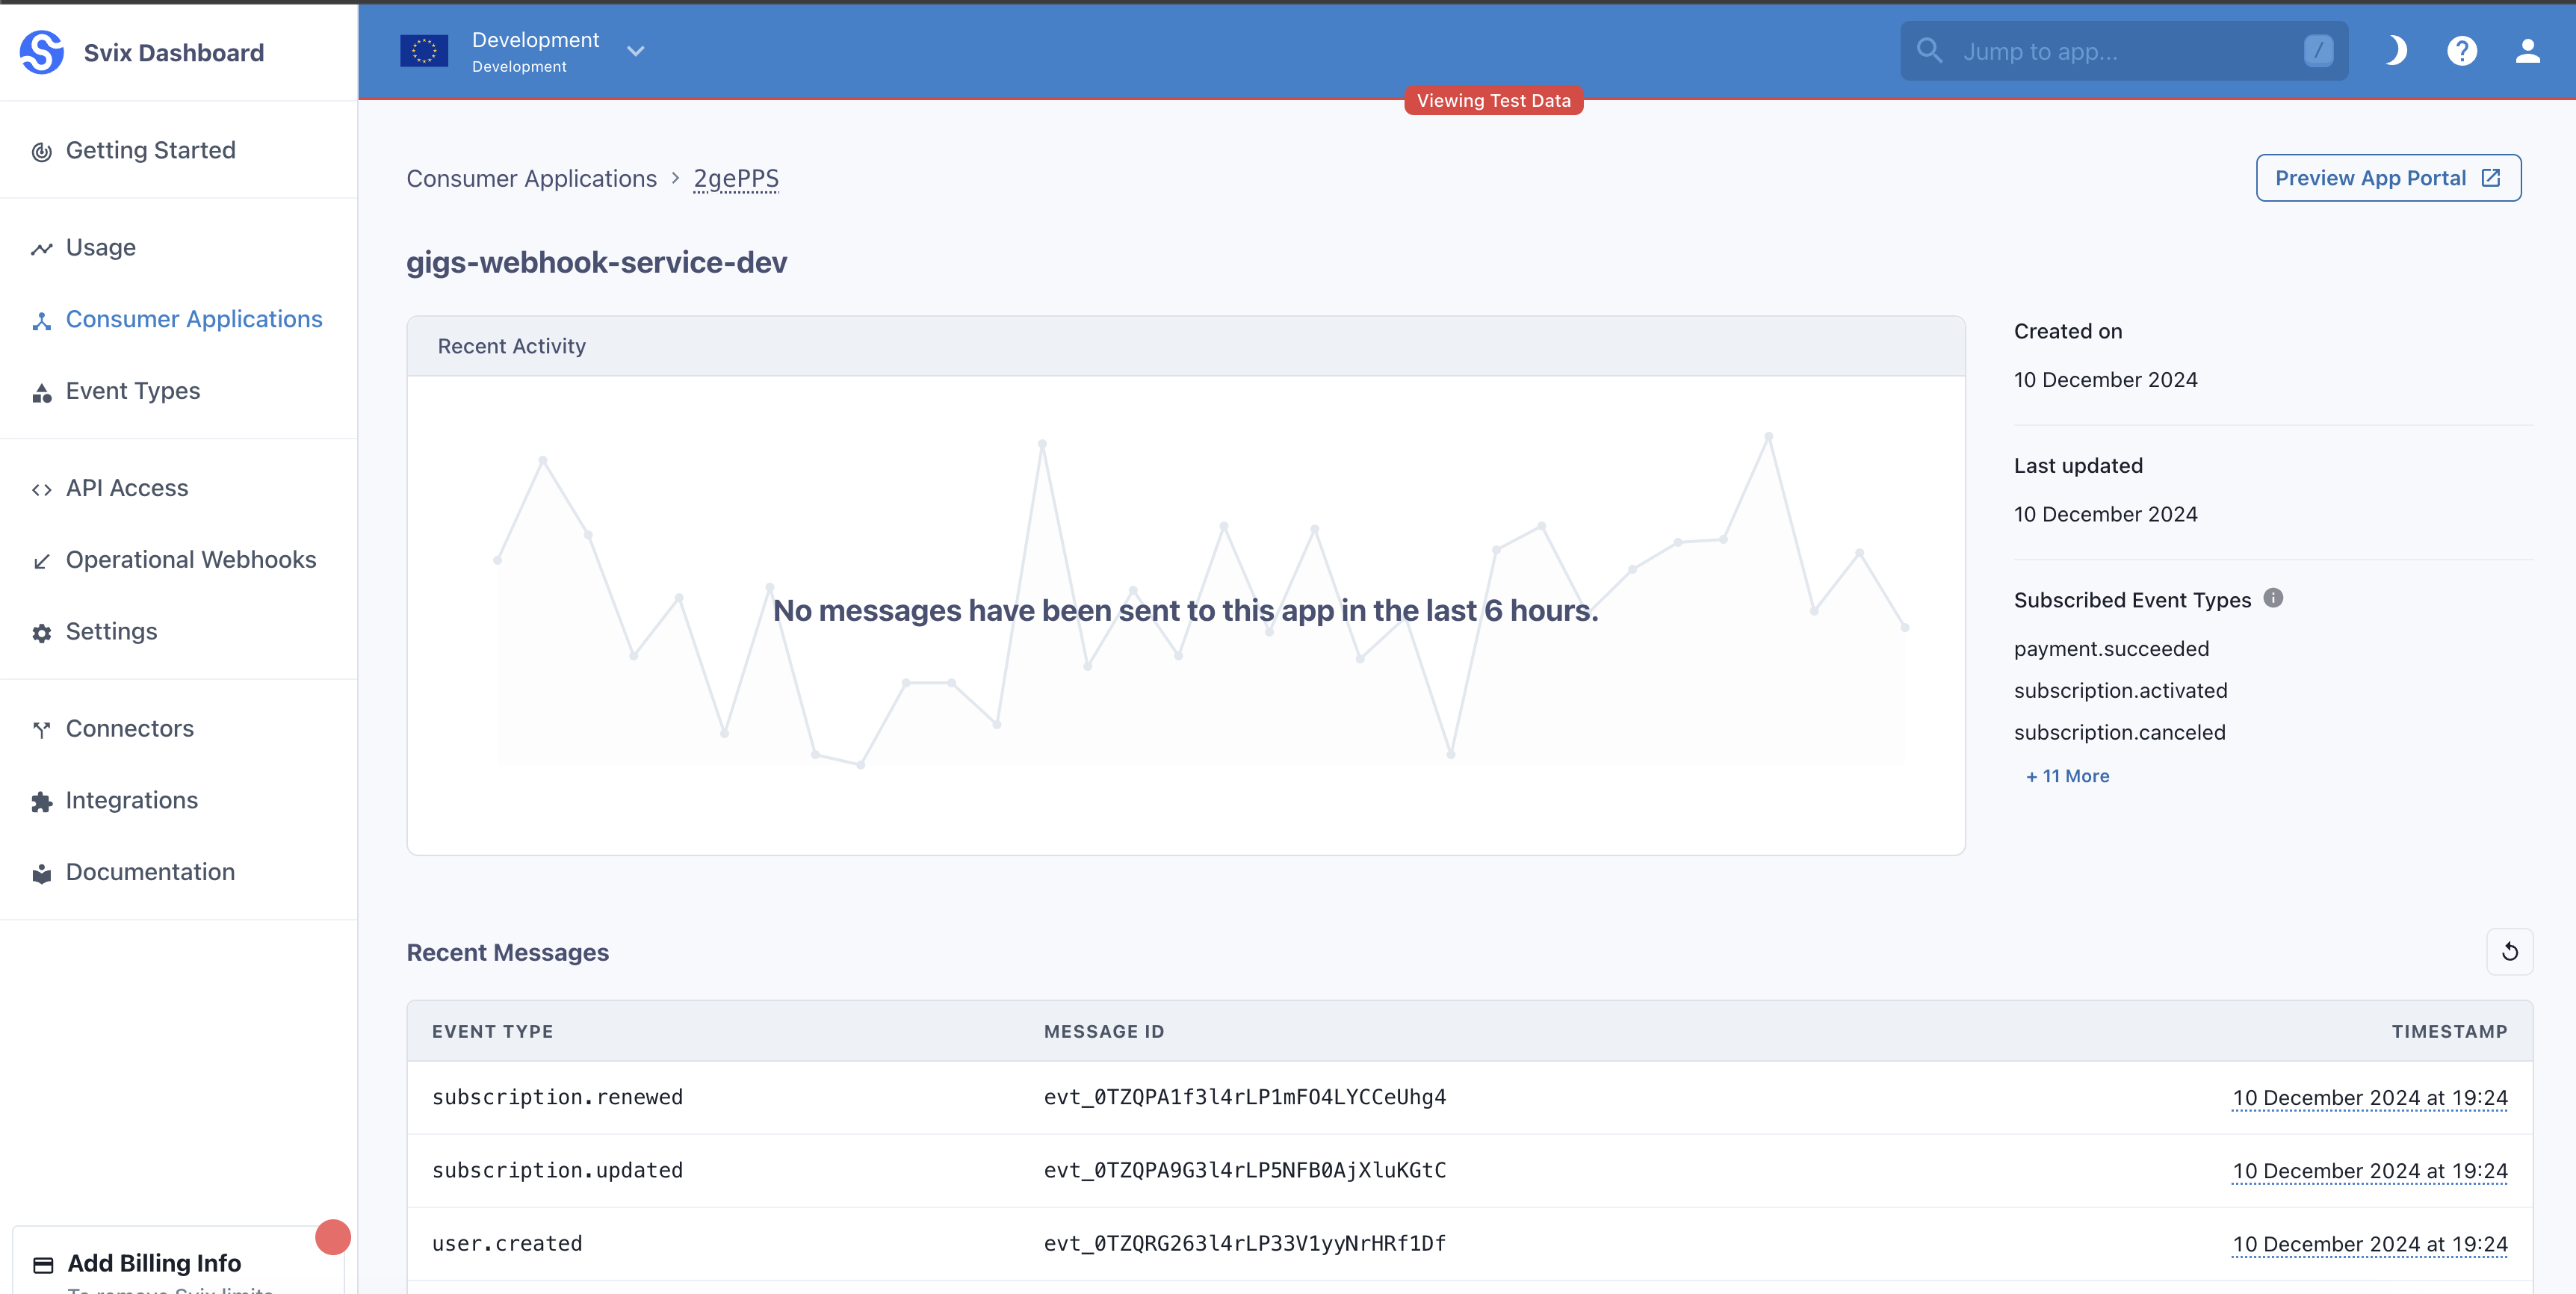 Svix Dashboard
Development
Development
Jump to app...
/
Viewing Test Data
Getting Started
Usage
Consumer Applications
Event Types
API Access
Operational Webhooks
Settings
Connectors
Integrations
Documentation
Add Billing Info
Consumer Applications > 2gePPS
Preview App Portal
gigs-webhook-service-dev
Recent Activity
No messages have been sent to this app in the last 6 hours.
Created on
10 December 2024
Last updated
10 December 2024
Subscribed Event Types
payment.succeeded
subscription.activated
subscription.canceled
+ 11 More
Recent Messages
EVENT TYPE MESSAGE ID TIMESTAMP
subscription.renewed evt_0TZQPA1f3l4rLP1mFO4LYCCeUhg4 10 December 2024 at 19:24
subscription.updated evt_0TZQPA9G3l4rLP5NFB0AjXluKGtC 10 December 2024 at 19:24
user.created evt_0TZQRG263l4rLP33V1yyNrHRf1Df 10 December 2024 at 19:24